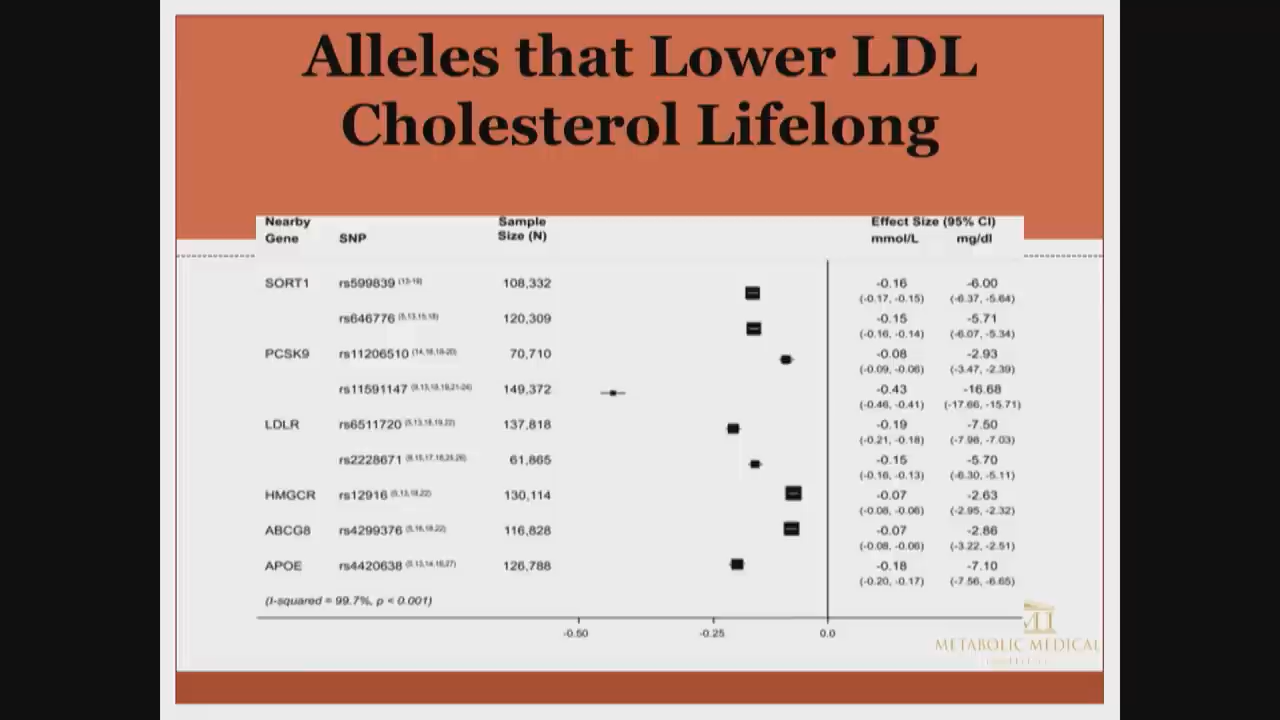 Alleles that Lower LDL
Cholesterol Lifelong
Nearby Gene SNP Sample Size (N) Effect Size (95% CI)
mmol/L mg/dl
SORT1 rs599839 108,332 -0.16 -6.00
(-0.17, -0.15) (-6.37, -5.64)
rs646776 120,309 -0.15 -5.71
(-0.16, -0.14) (-6.07, -5.34)
PCSK9 rs11206510 70,710 -0.08 -2.93
(-0.09, -0.06) (-3.47, -2.39)
rs11591147 149,372 -0.43 -16.68
(-0.46, -0.41) (-17.66, -15.71)
LDLR rs6511720 137,818 -0.19 -7.50
(-0.21, -0.18) (-7.98, -7.03)
rs2228671 61,865 -0.15 -5.70
(-0.16, -0.13) (-6.30, -5.11)
HMGCR rs12916 130,114 -0.07 -2.63
(-0.08, -0.06) (-2.95, -2.32)
ABCG8 rs4299376 116,828 -0.07 -2.86
(-0.08, -0.06) (-3.22, -2.51)
APOE rs4420638 126,788 -0.18 -7.10
(-0.20, -0.17) (-7.56, -6.65)
(I-squared = 99.7%, p < 0.001)
-0.50 -0.25 0.0
METABOLIC MEDICAL